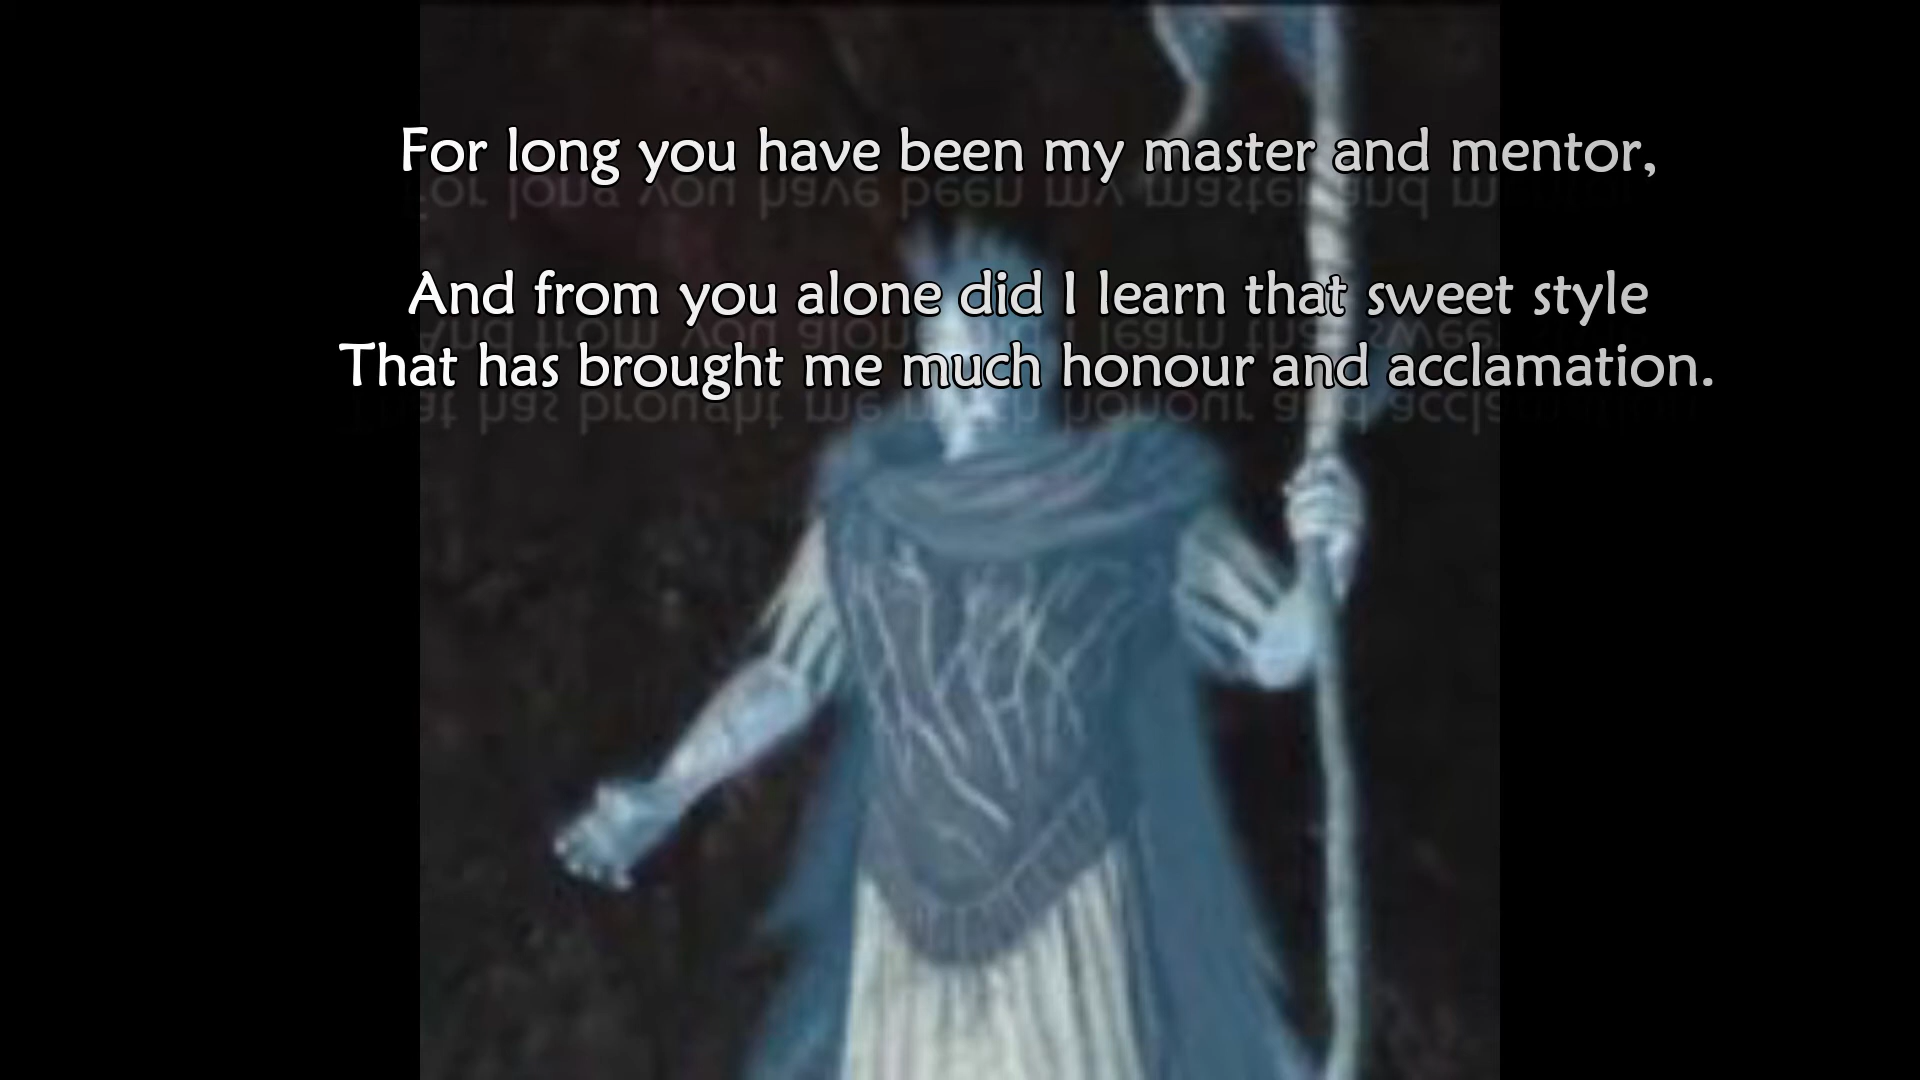 For long you have been my master and mentor,
And from you alone did I learn that sweet style
That has brought me much honour and acclamation.